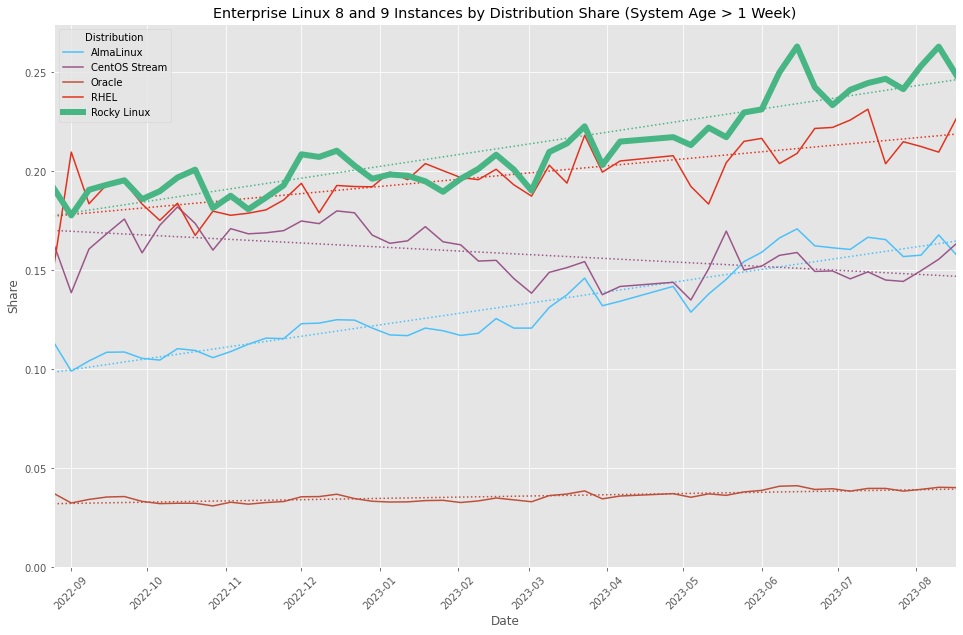 Enterprise Linux 8 and 9 Instances by Distribution Share (System Age > 1 Week)
Distribution
AlmaLinux
CentOS Stream
Oracle
RHEL
Rocky Linux
0.25
0.20
0.15
0.10
0.05
0.00
Share
2022-09
2022-10
2022-11
2022-12
2023-01
2023-02
2023-03
2023-04
2023-05
2023-06
2023-07
2023-08
Date